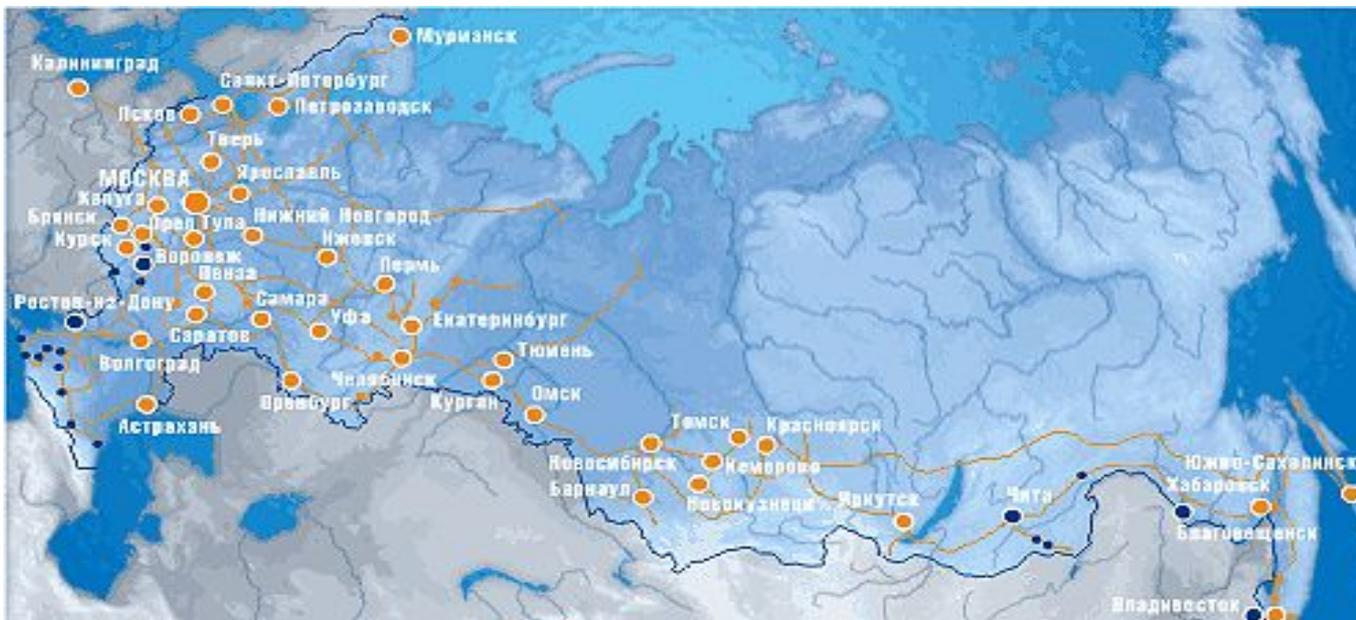 Мурманск
Калининград
Санкт-Петербург
Псков
Петрозаводск
Тверь
МОСКВА
Ярославль
Калуга
Брянск
Орел
Тула
Нижний Новгород
Курск
Воронеж
Ижевск
Пенза
Пермь
Ростов-на-Дону
Самара
Саратов
Уфа
Екатеринбург
Волгоград
Челябинск
Тюмень
Астрахань
Оренбург
Курган
Омск
Томск
Красноярск
Новосибирск
Кемерово
Барнаул
Новокузнецк
Иркутск
Чита
Южно-Сахалинск
Хабаровск
Благовещенск
Владивосток